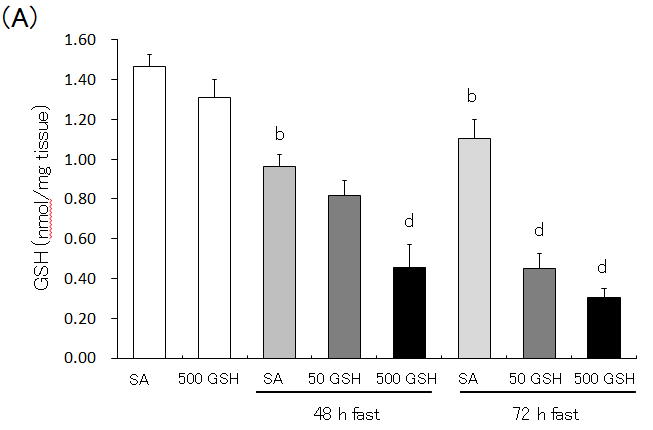 (A)
GSH (nmol/mg tissue)
1.60
1.40
1.20
1.00
0.80
0.60
0.40
0.20
0.00
b
d
b
d
d
SA 500 GSH SA 50 GSH 500 GSH SA 50 GSH 500 GSH
48 h fast 72 h fast